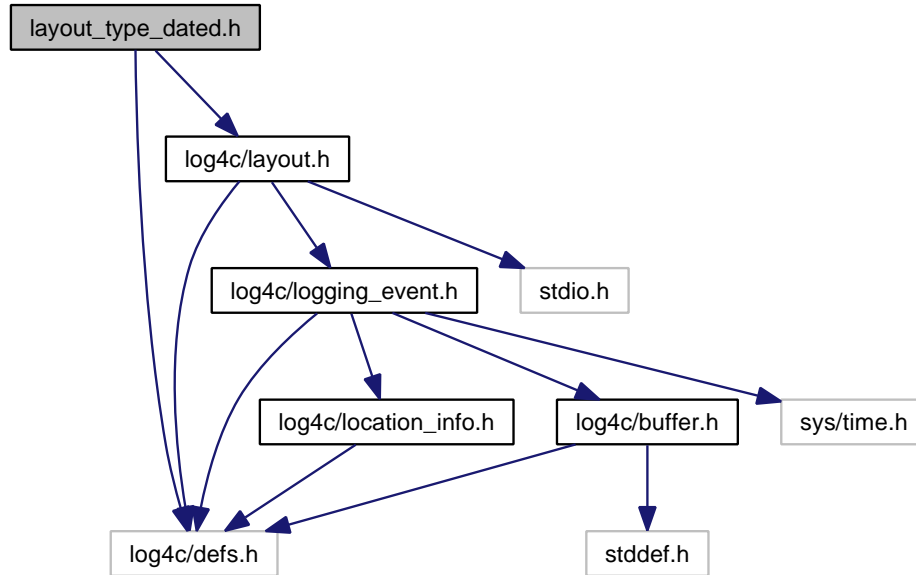 layout_type_dated.h
log4c/layout.h
log4c/logging_event.h
stdio.h
log4c/location_info.h
log4c/buffer.h
sys/time.h
log4c/defs.h
stddef.h